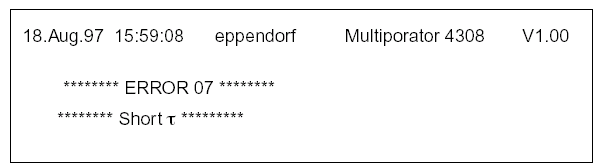 18.Aug.97 15:59:08 eppendorf Multiporator 4308 V1.00
******** ERROR 07 ********
******** Short τ *********